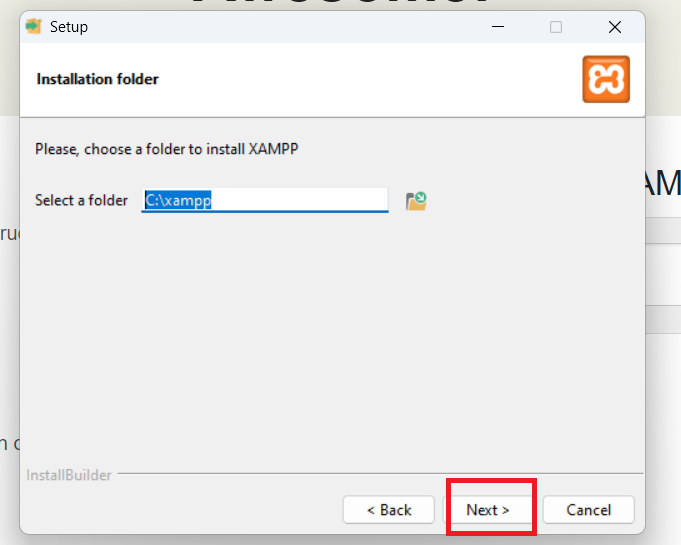 Setup
Installation folder
Please, choose a folder to install XAMPP
Select a folder C:\xampp
InstallBuilder
< Back Next > Cancel